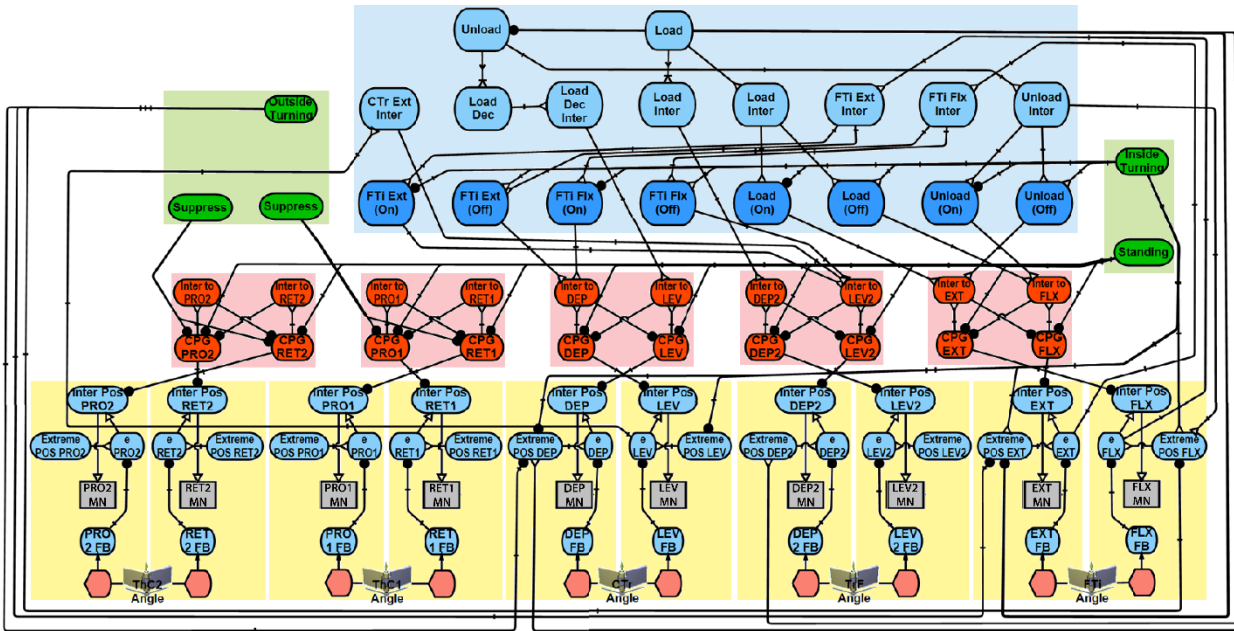 Unload
Load
Outside
Turning
CTr Ext
Inter
Load
Dec
Load
Dec
Inter
Load
Inter
Load
Inter
FTi Ext
Inter
FTi Flx
Inter
Unload
Inter
Inside
Turning
Suppress
Suppress
FTi Ext
(On)
FTi Ext
(Off)
FTi Flx
(On)
FTi Flx
(Off)
Load
(On)
Load
(Off)
Unload
(On)
Unload
(Off)
Standing
Inter to
PRO2
Inter to
RET2
Inter to
PRO1
Inter to
RET1
Inter to
DEP
Inter to
LEV
Inter to
DEP2
Inter to
LEV2
Inter to
EXT
Inter to
FLX
CPG
PRO2
CPG
RET2
CPG
PRO1
CPG
RET1
CPG
DEP
CPG
LEV
CPG
DEP2
CPG
LEV2
CPG
EXT
CPG
FLX
Inter Pos
PRO2
Inter Pos
RET2
Inter Pos
PRO1
Inter Pos
RET1
Inter Pos
DEP
Inter Pos
LEV
Inter Pos
DEP2
Inter Pos
LEV2
Inter Pos
EXT
Inter Pos
FLX
Extreme
POS PRO2
e
PRO2
e
RET2
Extreme
POS RET2
Extreme
POS PRO1
e
PRO1
e
RET1
Extreme
POS RET1
Extreme
POS DEP
e
DEP
e
LEV
Extreme
POS LEV
Extreme
POS DEP2
e
DEP2
e
LEV2
Extreme
POS LEV2
Extreme
POS EXT
e
EXT
e
FLX
Extreme
POS FLX
PRO2
MN
RET2
MN
PRO1
MN
RET1
MN
DEP
MN
LEV
MN
DEP2
MN
LEV2
MN
EXT
MN
FLX
MN
PRO
2 FB
RET
2 FB
PRO
1 FB
RET
1 FB
DEP
FB
LEV
FB
DEP
2 FB
LEV
2 FB
EXT
FB
FLX
FB
ThC2
Angle
ThC1
Angle
CTr
Angle
TrF
Angle
FTi
Angle